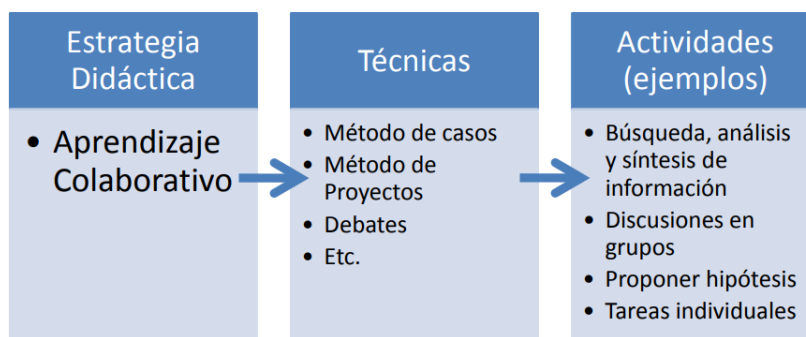 Estrategia
Didáctica
• Aprendizaje
Colaborativo
Técnicas
• Método de casos
• Método de
Proyectos
• Debates
• Etc.
Actividades
(ejemplos)
• Búsqueda, análisis
y síntesis de
información
• Discusiones en
grupos
• Proponer hipótesis
• Tareas individuales